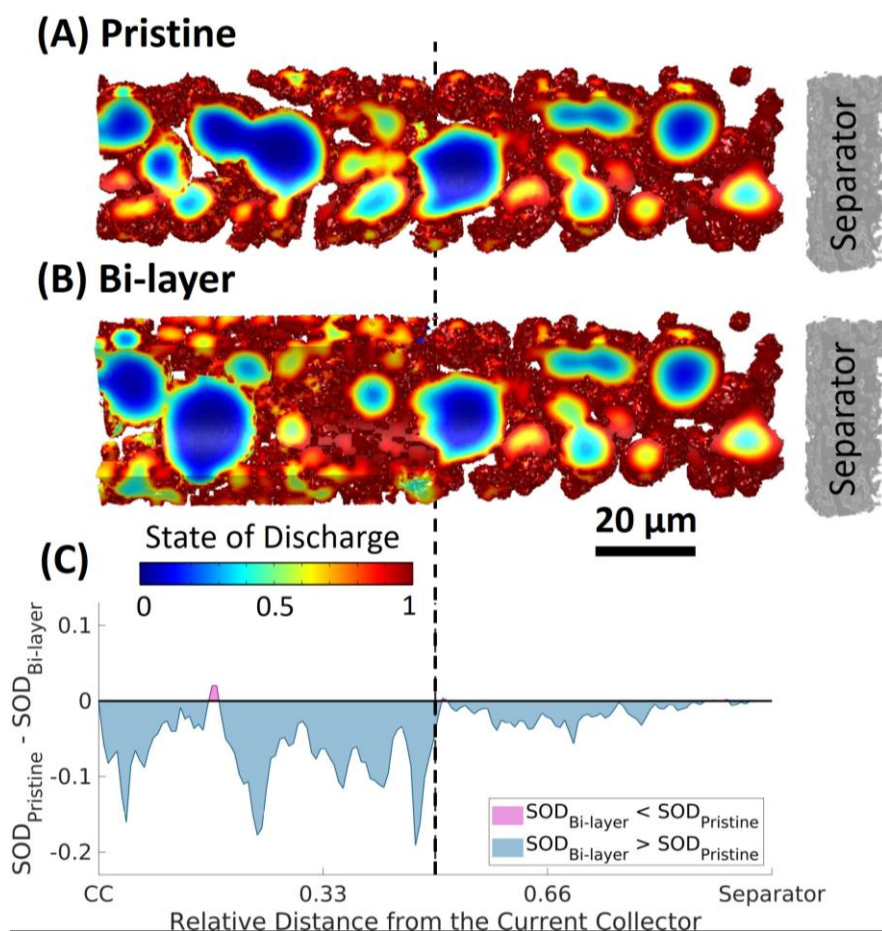 (A) Pristine
Separator
(B) Bi-layer
Separator
20 µm
State of Discharge
0 0.5 1
(C)
SOD_Pristine - SOD_Bi-layer
0.1
0
-0.1
-0.2
SOD_Bi-layer < SOD_Pristine
SOD_Bi-layer > SOD_Pristine
CC 0.33 0.66 Separator
Relative Distance from the Current Collector